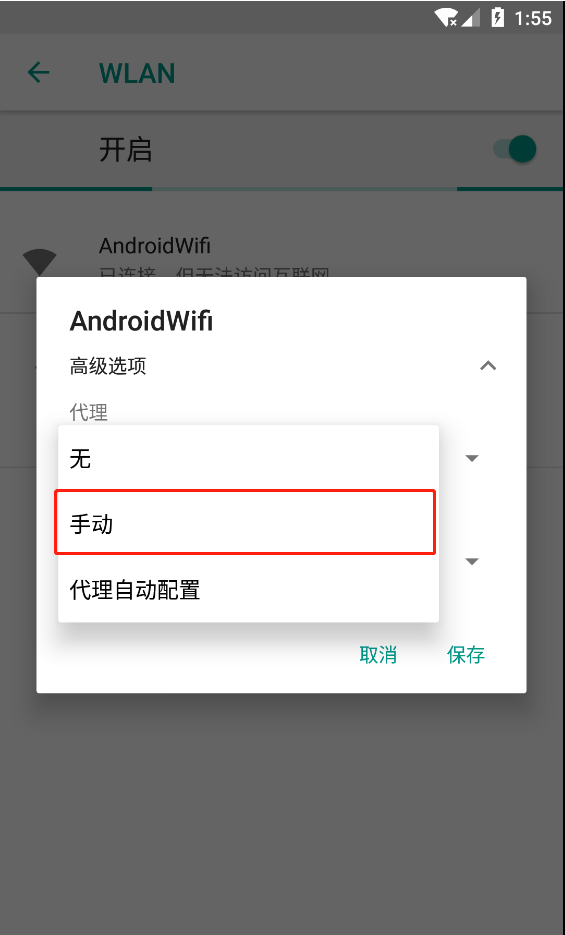 1:55
WLAN
开启
AndroidWifi
已连接，但无法访问互联网
AndroidWifi
高级选项
代理
无
手动
代理自动配置
取消
保存